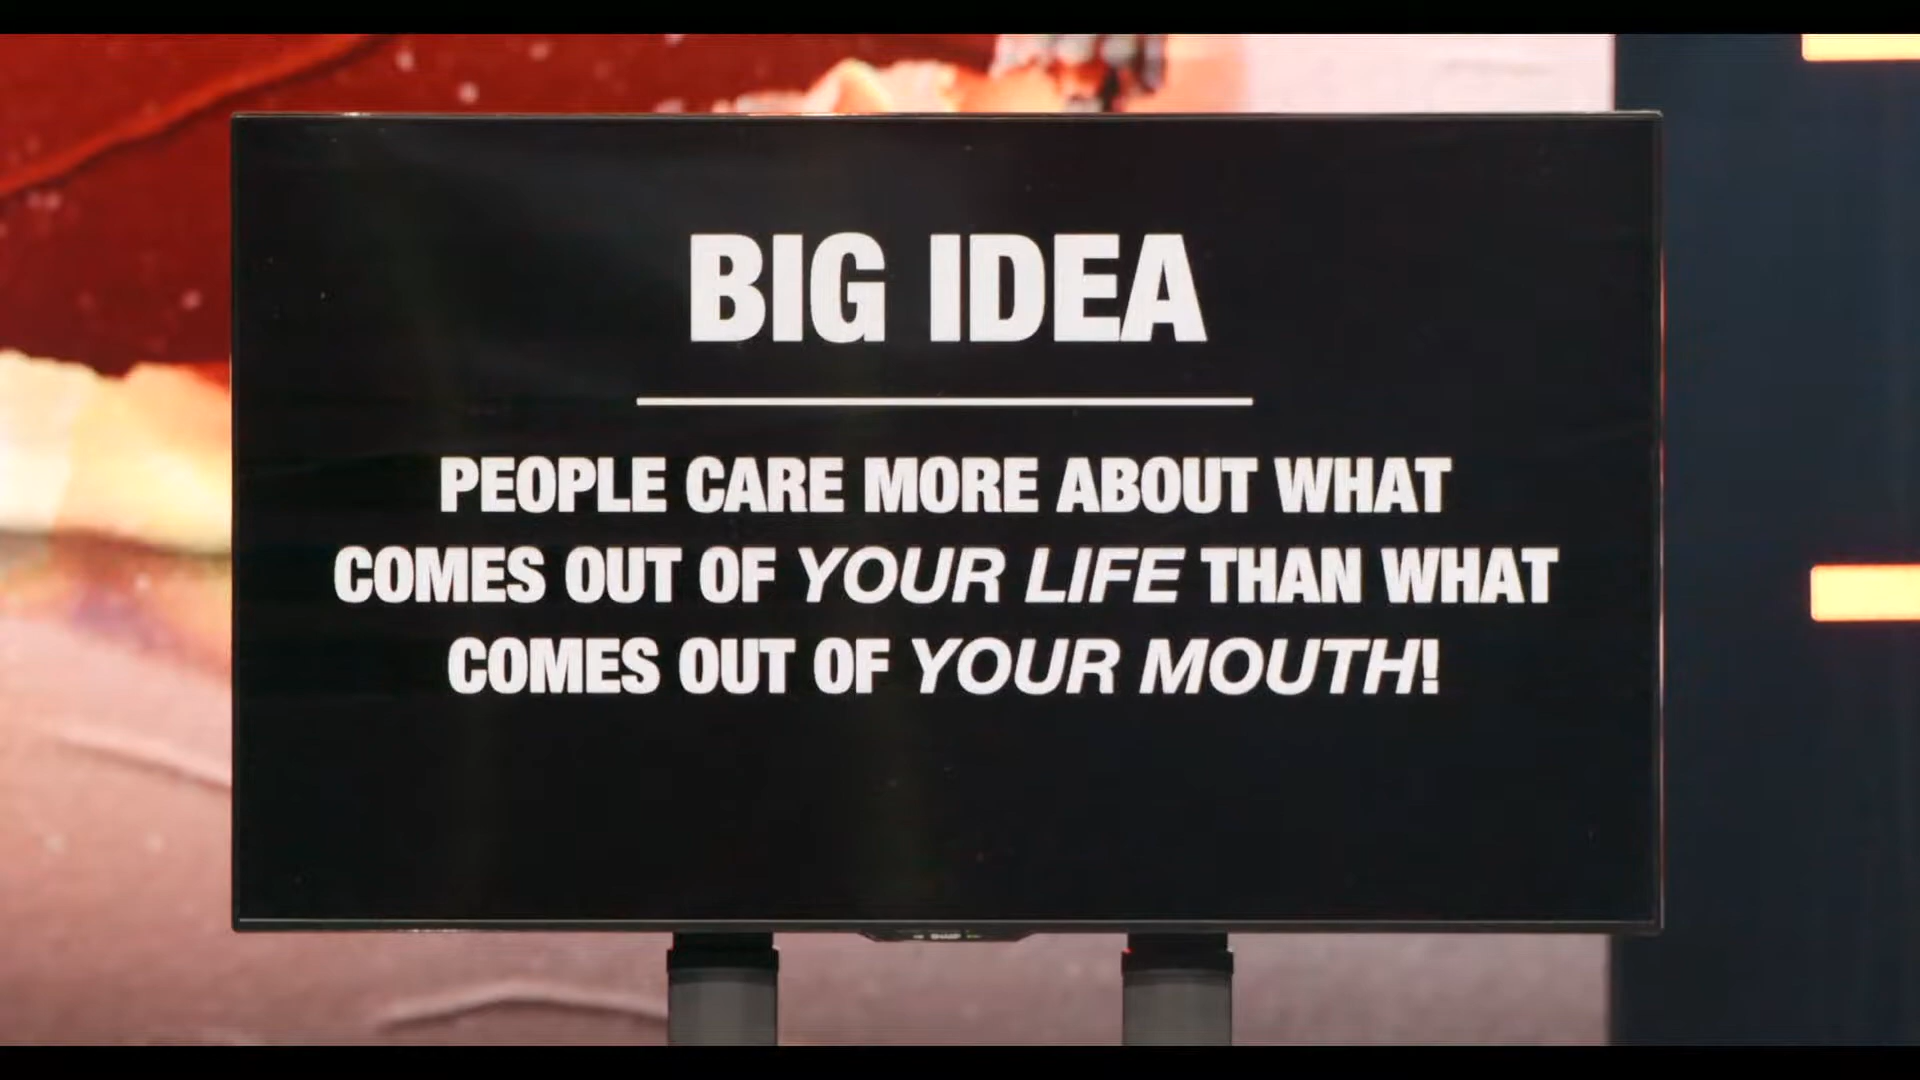 BIG IDEA
PEOPLE CARE MORE ABOUT WHAT
COMES OUT OF YOUR LIFE THAN WHAT
COMES OUT OF YOUR MOUTH!